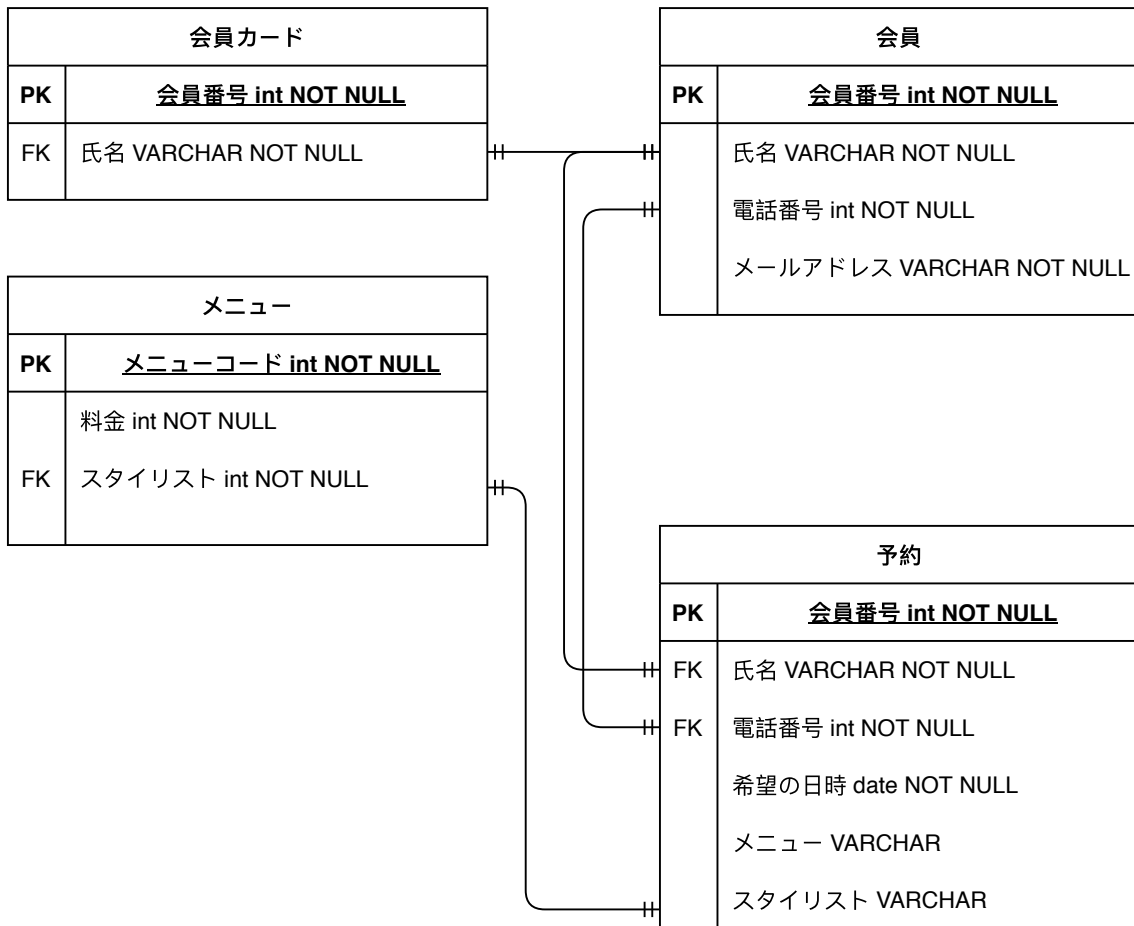 会員カード
PK 会員番号 int NOT NULL
FK 氏名 VARCHAR NOT NULL
会員
PK 会員番号 int NOT NULL
氏名 VARCHAR NOT NULL
電話番号 int NOT NULL
メールアドレス VARCHAR NOT NULL
メニュー
PK メニューコード int NOT NULL
料金 int NOT NULL
FK スタイリスト int NOT NULL
予約
PK 会員番号 int NOT NULL
FK 氏名 VARCHAR NOT NULL
FK 電話番号 int NOT NULL
希望の日時 date NOT NULL
メニュー VARCHAR
スタイリスト VARCHAR